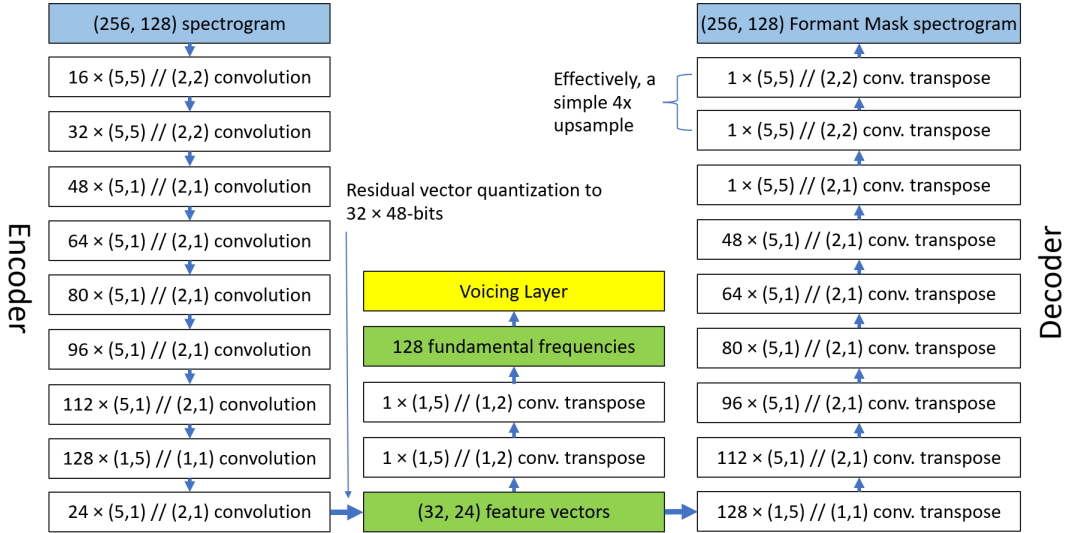 Encoder
(256, 128) spectrogram
16 × (5,5) // (2,2) convolution
32 × (5,5) // (2,2) convolution
48 × (5,1) // (2,1) convolution
64 × (5,1) // (2,1) convolution
80 × (5,1) // (2,1) convolution
96 × (5,1) // (2,1) convolution
112 × (5,1) // (2,1) convolution
128 × (1,5) // (1,1) convolution
24 × (5,1) // (2,1) convolution
Residual vector quantization to
32 × 48-bits
Voicing Layer
128 fundamental frequencies
1 × (1,5) // (1,2) conv. transpose
1 × (1,5) // (1,2) conv. transpose
(32, 24) feature vectors
Effectively, a
simple 4x
upsample
(256, 128) Formant Mask spectrogram
1 × (5,5) // (2,2) conv. transpose
1 × (5,5) // (2,2) conv. transpose
1 × (5,5) // (2,1) conv. transpose
48 × (5,1) // (2,1) conv. transpose
64 × (5,1) // (2,1) conv. transpose
80 × (5,1) // (2,1) conv. transpose
96 × (5,1) // (2,1) conv. transpose
112 × (5,1) // (2,1) conv. transpose
128 × (1,5) // (1,1) conv. transpose
Decoder